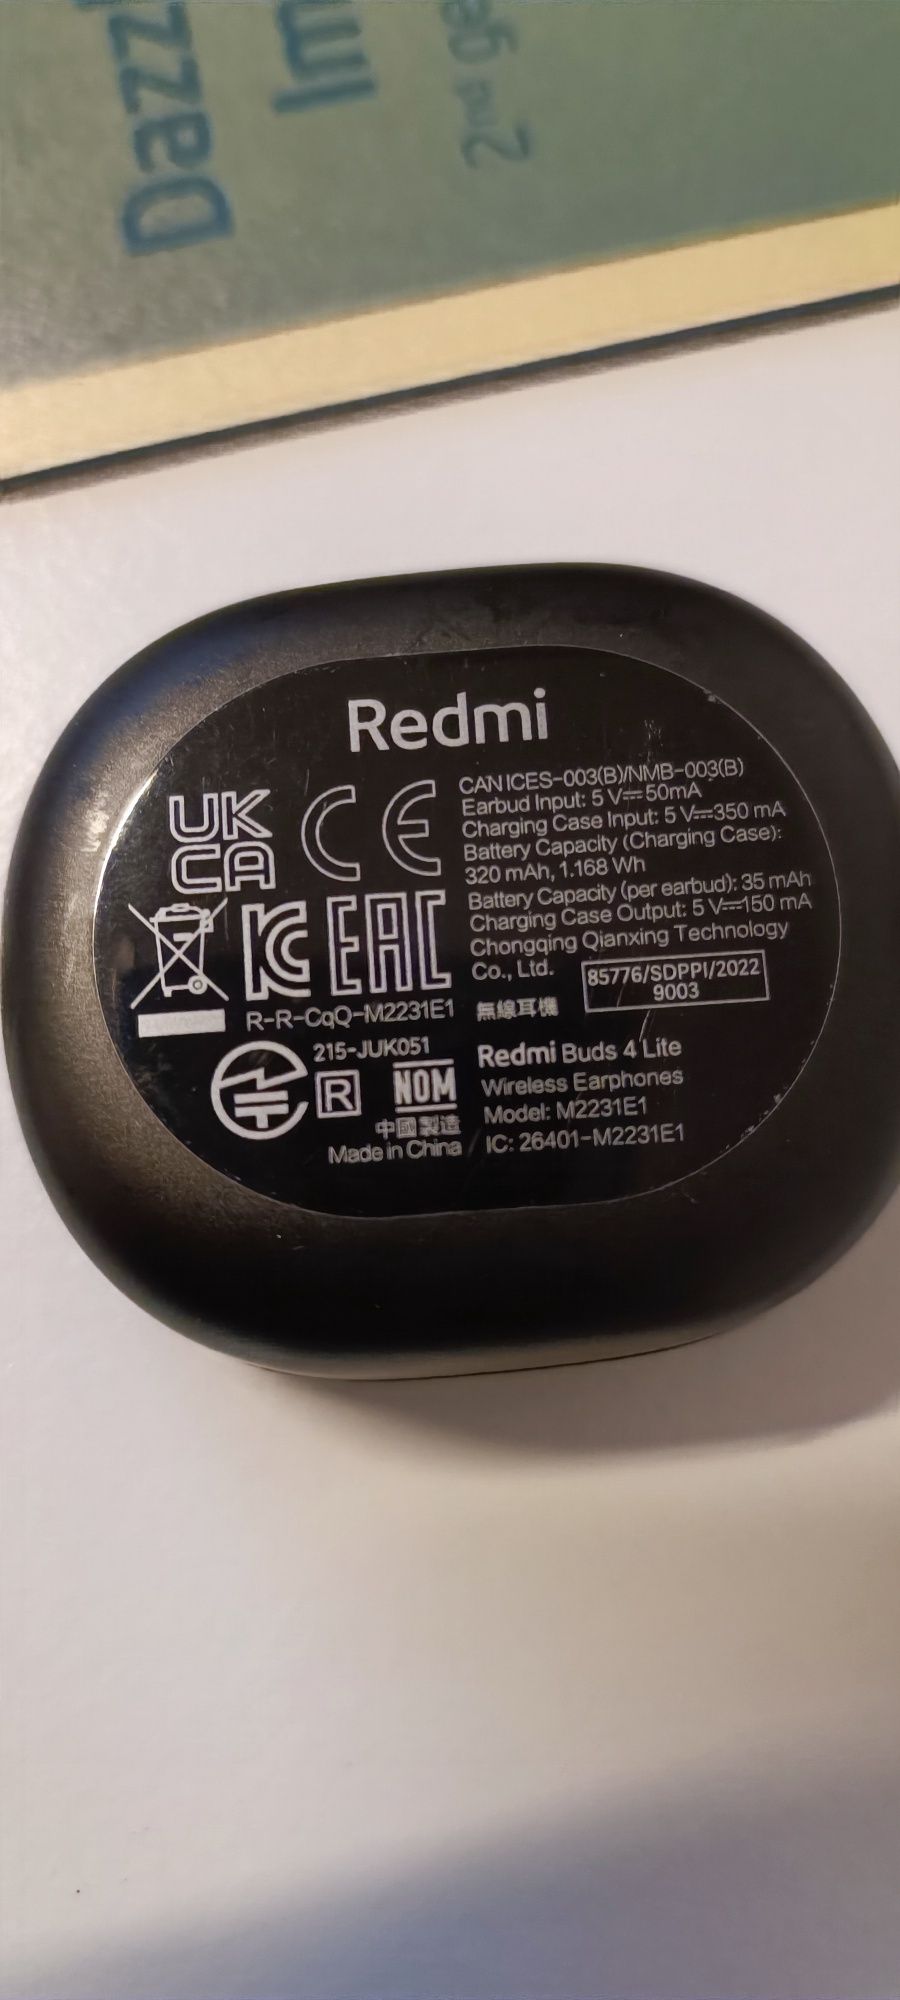 Dazz
Im
2nd ge
Redmi
UK
CA
CE
EAC
R-R-CqQ-M2231E1
215-JUK051
R
NOM
中國製造
Made in China
CAN ICES-003(B)/NMB-003(B)
Earbud Input: 5 V⎓50mA
Charging Case Input: 5 V⎓350 mA
Battery Capacity (Charging Case):
320 mAh, 1.168 Wh
Battery Capacity (per earbud): 35 mAh
Charging Case Output: 5 V⎓150 mA
Chongqing Qianxing Technology
Co., Ltd.
85776/SDPPI/2022
9003
無線耳機
Redmi Buds 4 Lite
Wireless Earphones
Model: M2231E1
IC: 26401-M2231E1